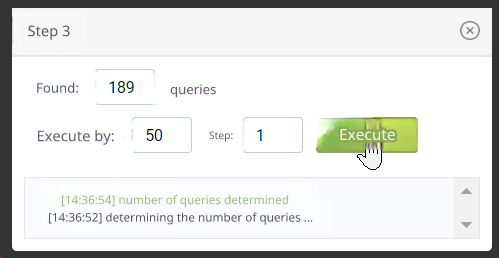 Step 3
Found: 189 queries
Execute by: 50 Step: 1 Execute
[14:36:54] number of queries determined
[14:36:52] determining the number of queries ...